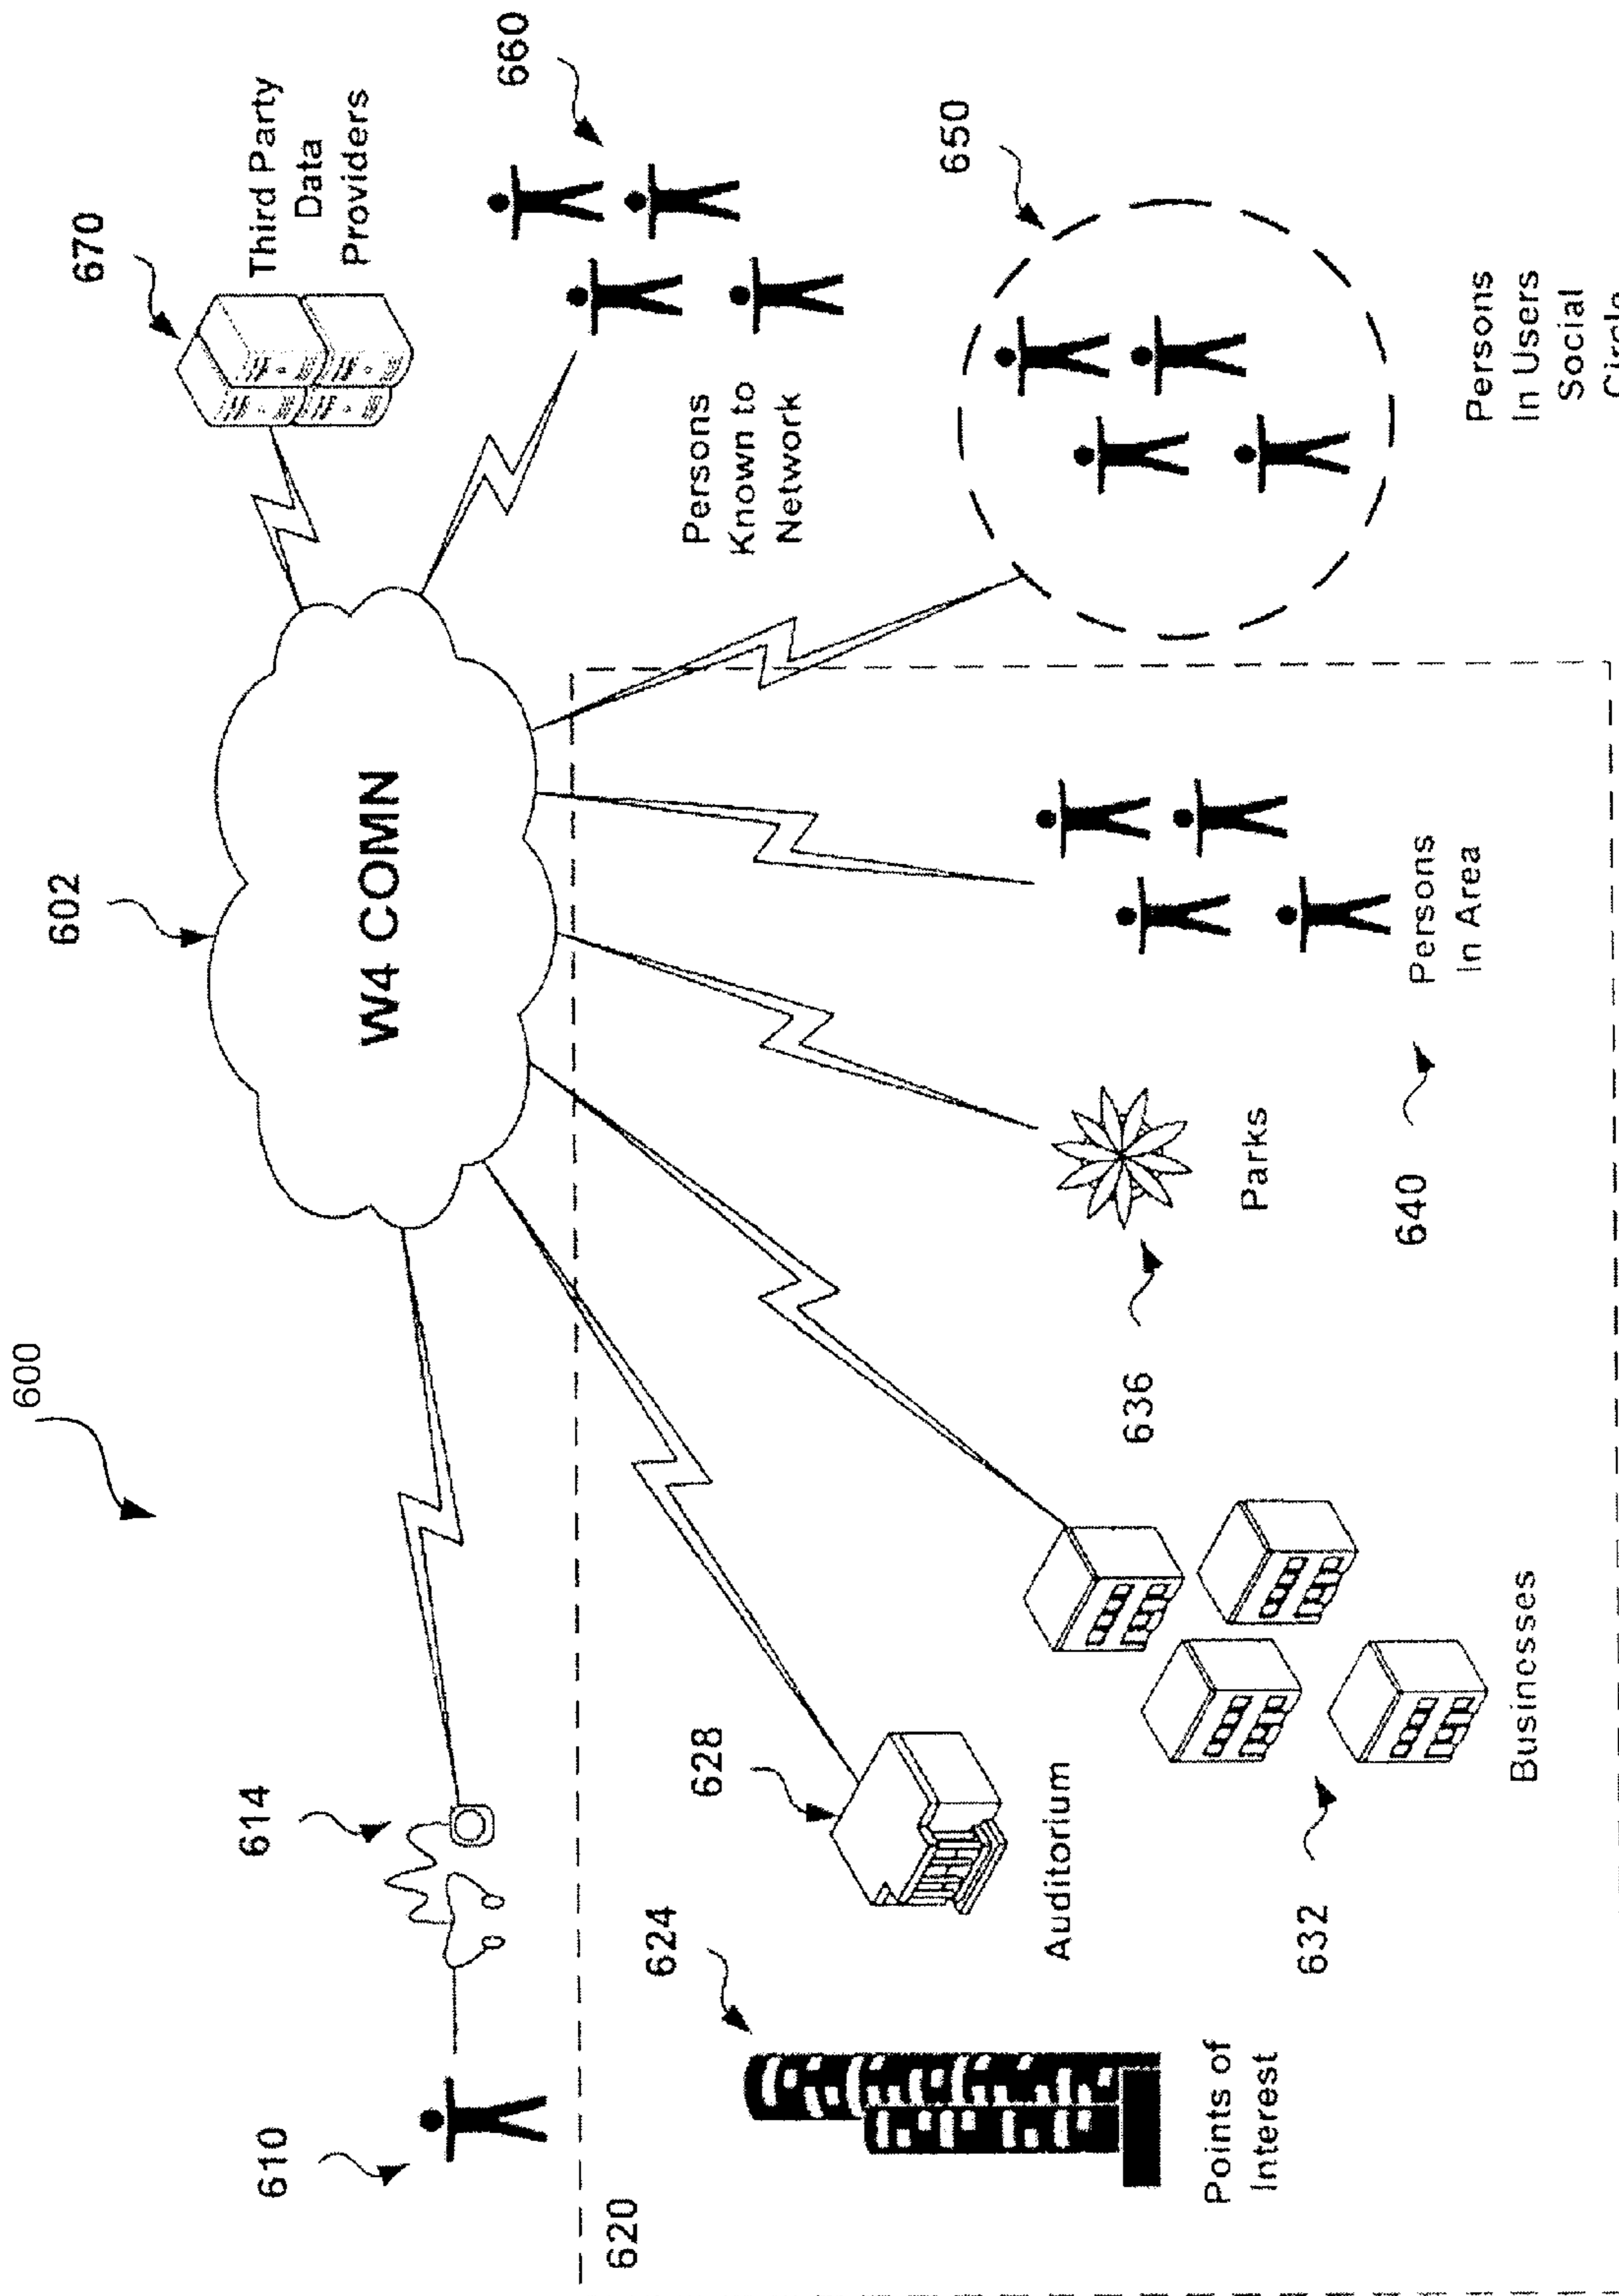 600
602
W4 COMN
670
Third Party
Data
Providers
660
Persons
Known to
Network
650
Persons
In Users
Social
Circle
610
614
620
624
Points of
Interest
628
Auditorium
632
Businesses
636
Parks
640
Persons
In Area